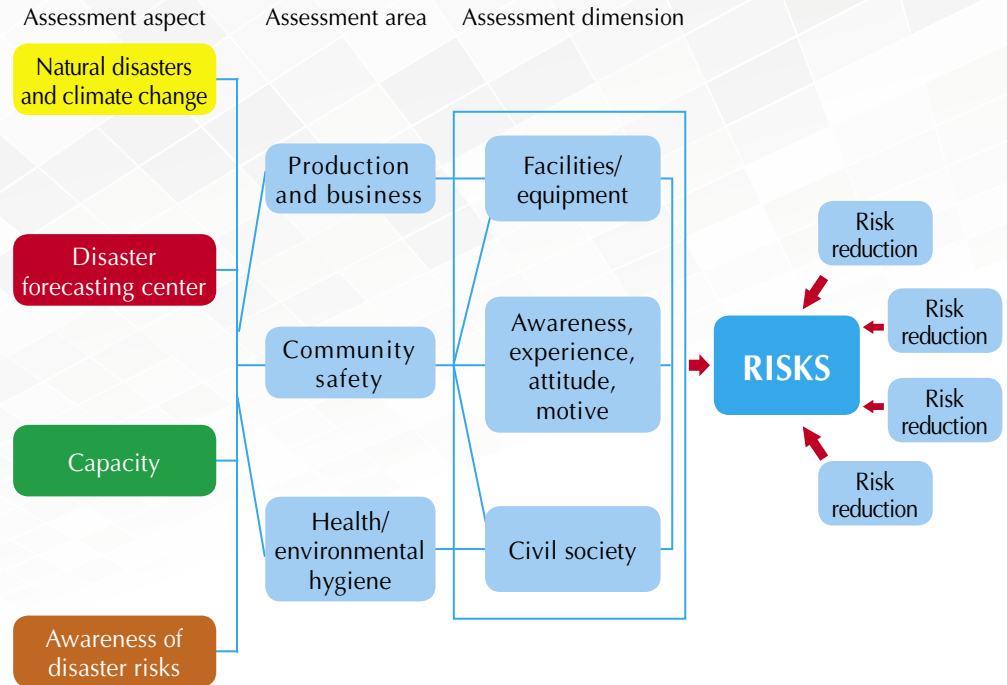 Assessment aspect
Assessment area
Assessment dimension
Natural disasters
and climate change
Disaster
forecasting center
Capacity
Awareness of
disaster risks
Production
and business
Community
safety
Health/
environmental
hygiene
Facilities/
equipment
Awareness,
experience,
attitude,
motive
Civil society
RISKS
Risk
reduction
Risk
reduction
Risk
reduction
Risk
reduction